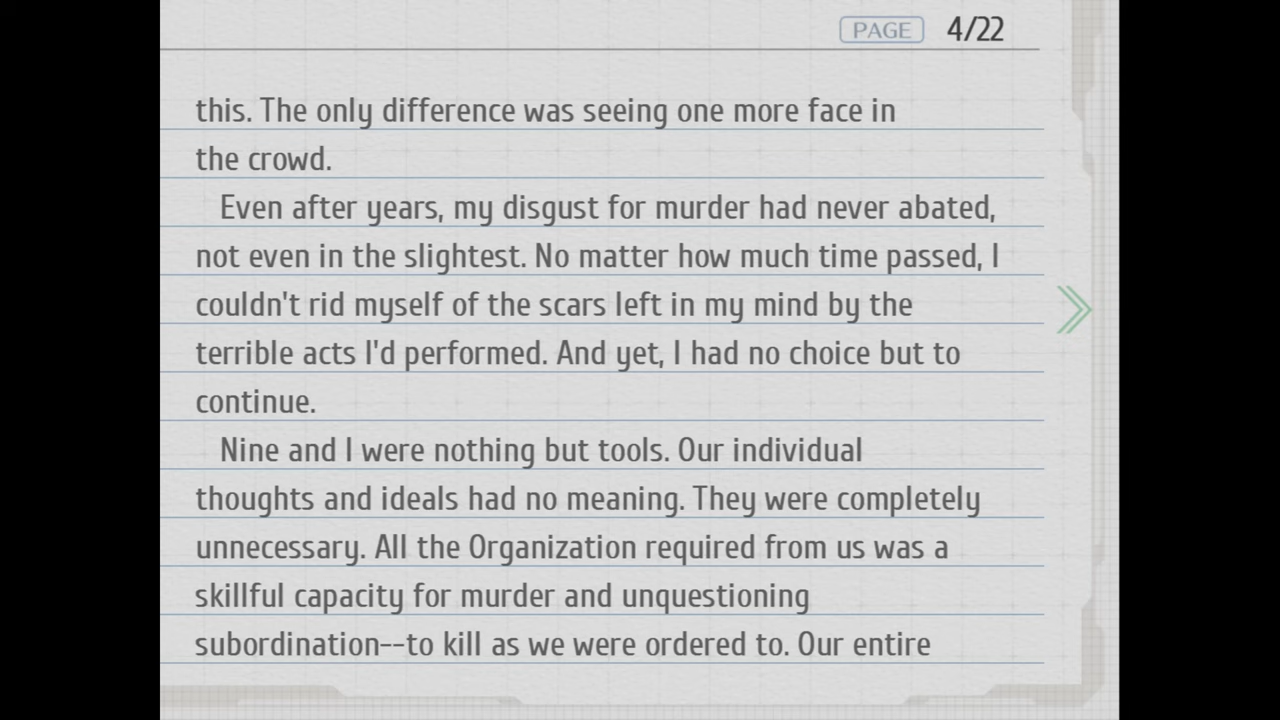 PAGE 4/22
this. The only difference was seeing one more face in
the crowd.
Even after years, my disgust for murder had never abated,
not even in the slightest. No matter how much time passed, I
couldn't rid myself of the scars left in my mind by the
terrible acts I'd performed. And yet, I had no choice but to
continue.
Nine and I were nothing but tools. Our individual
thoughts and ideals had no meaning. They were completely
unnecessary. All the Organization required from us was a
skillful capacity for murder and unquestioning
subordination--to kill as we were ordered to. Our entire